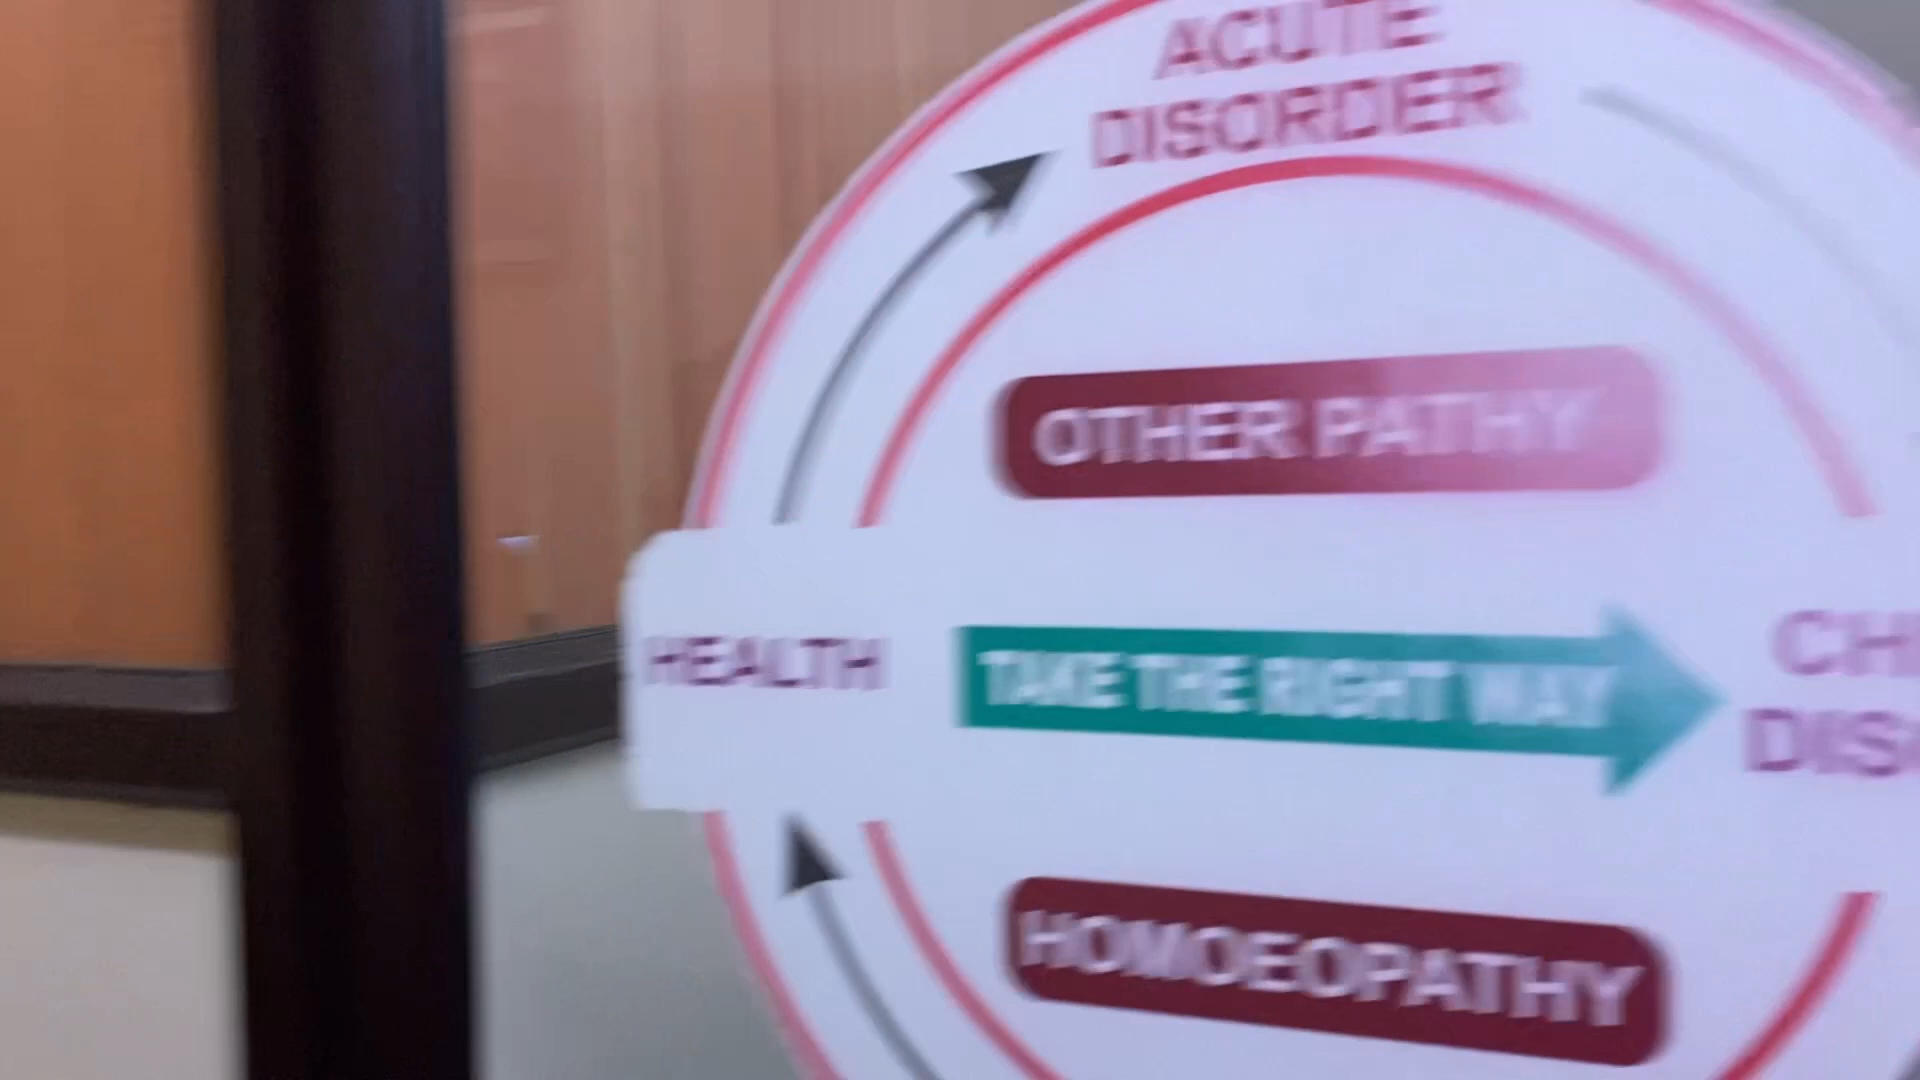 ACUTE
DISORDER
OTHER PATHY
HEALTH
TAKE THE RIGHT WAY
HOMOEOPATHY